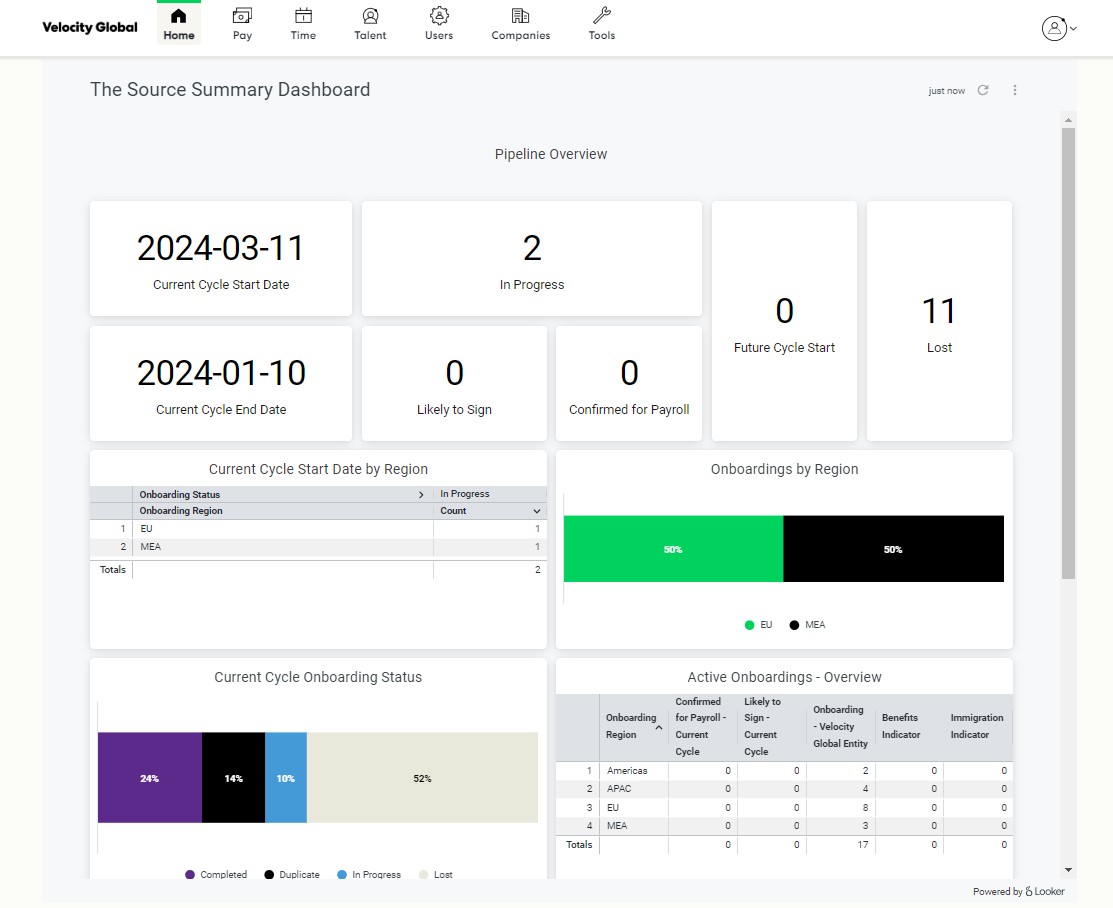 Velocity Global
Home Pay Time Talent Users Companies Tools
The Source Summary Dashboard
just now
Pipeline Overview
2024-03-11
Current Cycle Start Date
2
In Progress
0
Future Cycle Start
11
Lost
2024-01-10
Current Cycle End Date
0
Likely to Sign
0
Confirmed for Payroll
Current Cycle Start Date by Region
Onboarding Status In Progress
Onboarding Region Count
1 EU 1
2 MEA 1
Totals 2
Onboardings by Region
50% 50%
EU MEA
Current Cycle Onboarding Status
24% 14% 10% 52%
Completed Duplicate In Progress Lost
Active Onboardings - Overview
Onboarding
Region
Confirmed
for Payroll -
Current
Cycle
Likely to
Sign -
Current
Cycle
Onboarding
- Velocity
Global Entity
Benefits
Indicator
Immigration
Indicator
1 Americas 0 0 2 0 0
2 APAC 0 0 4 0 0
3 EU 0 0 8 0 0
4 MEA 0 0 3 0 0
Totals 0 0 17 0 0
Powered by Looker